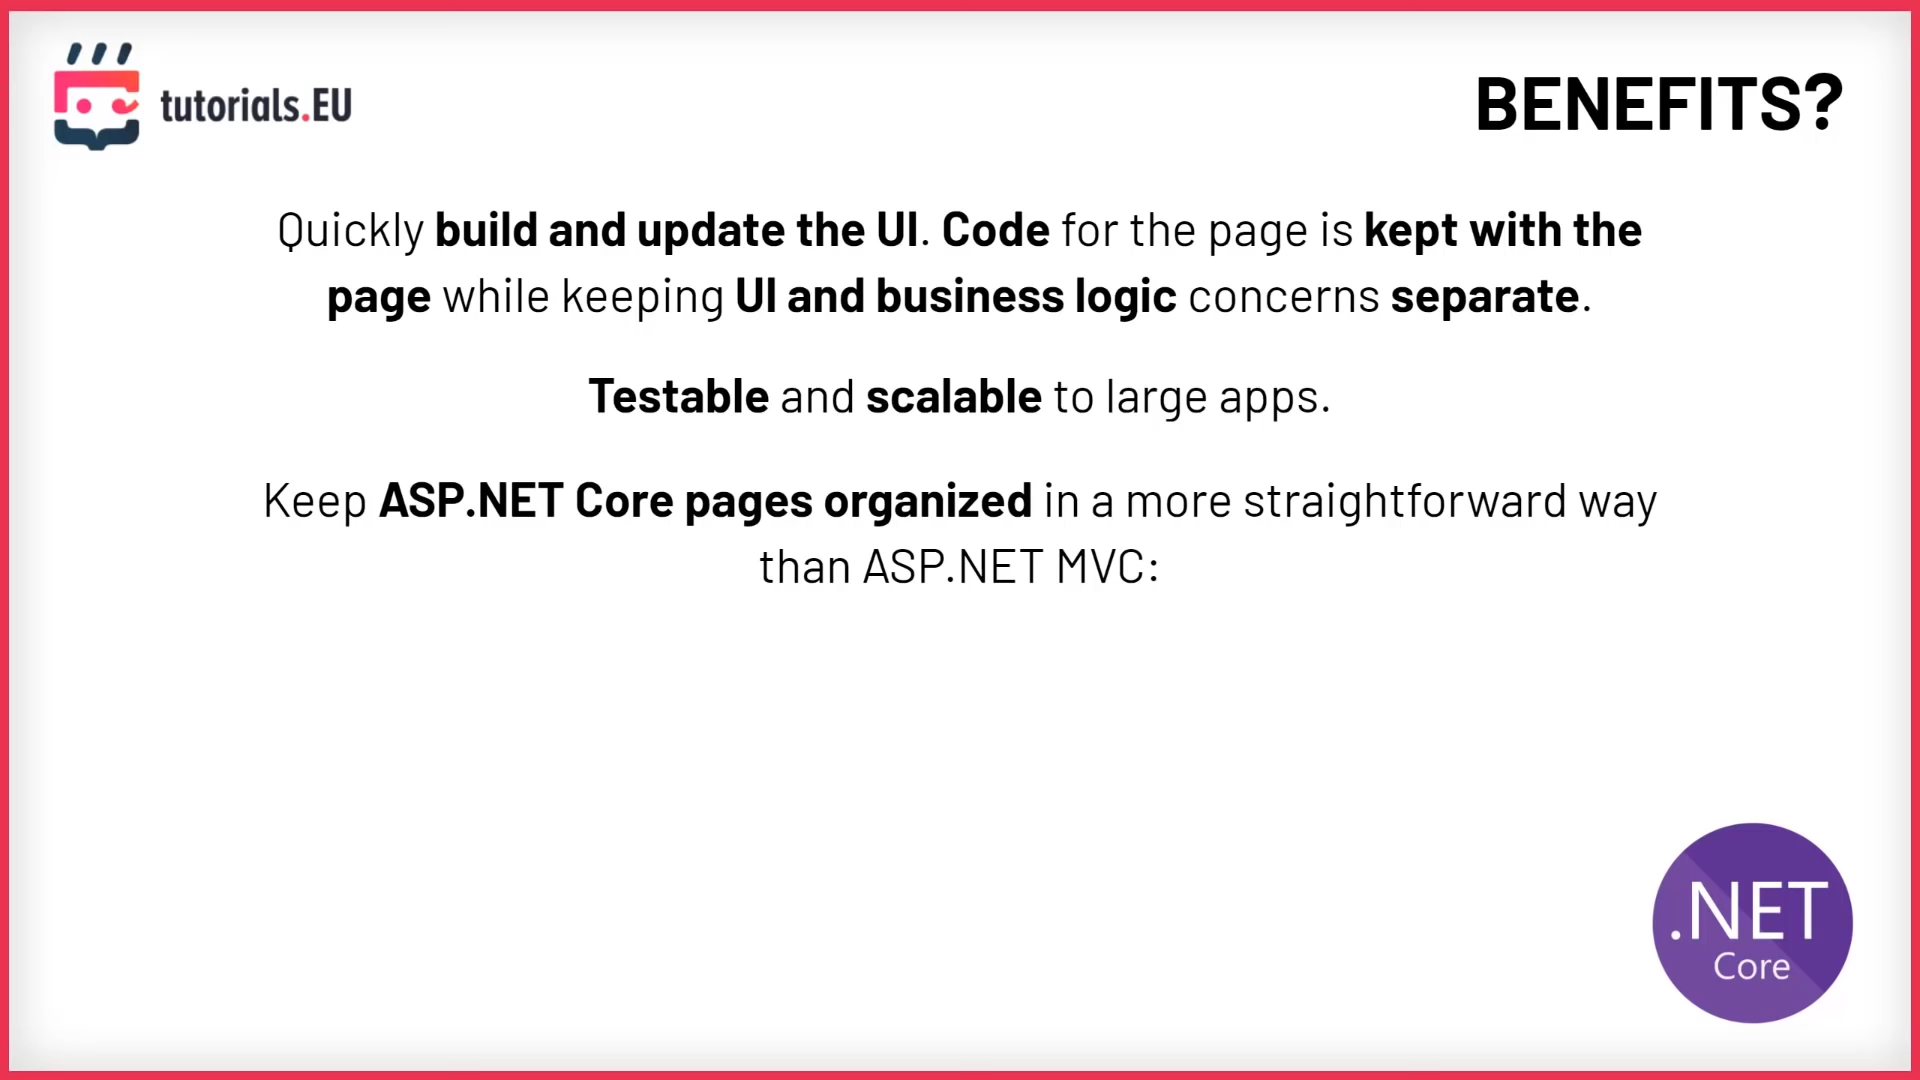 tutorials.EU
BENEFITS?
Quickly build and update the UI. Code for the page is kept with the
page while keeping UI and business logic concerns separate.
Testable and scalable to large apps.
Keep ASP.NET Core pages organized in a more straightforward way
than ASP.NET MVC:
.NET
Core